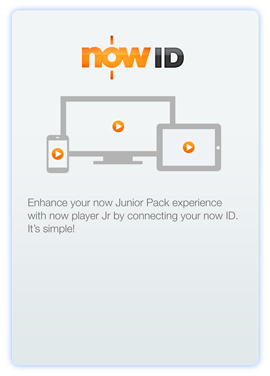 now ID
Enhance your now Junior Pack experience
with now player Jr by connecting your now ID.
It's simple!